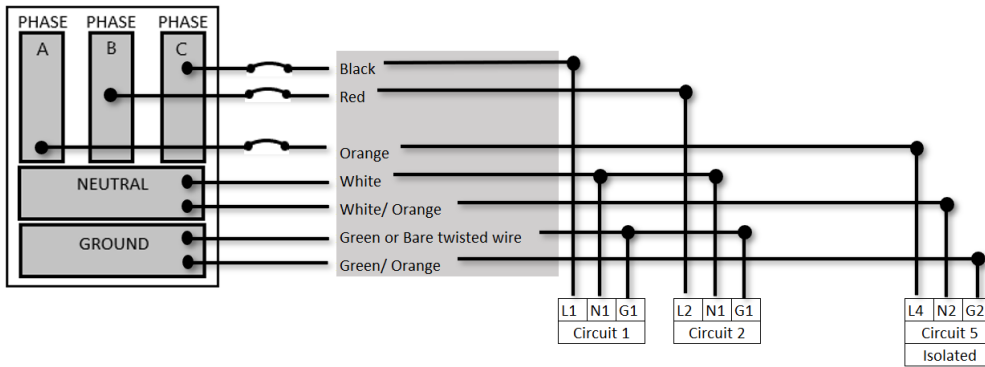 PHASE PHASE PHASE
A B C
Black
Red
Orange
NEUTRAL
White
White/ Orange
GROUND
Green or Bare twisted wire
Green/ Orange
L1 N1 G1
Circuit 1
L2 N1 G1
Circuit 2
L4 N2 G2
Circuit 5
Isolated